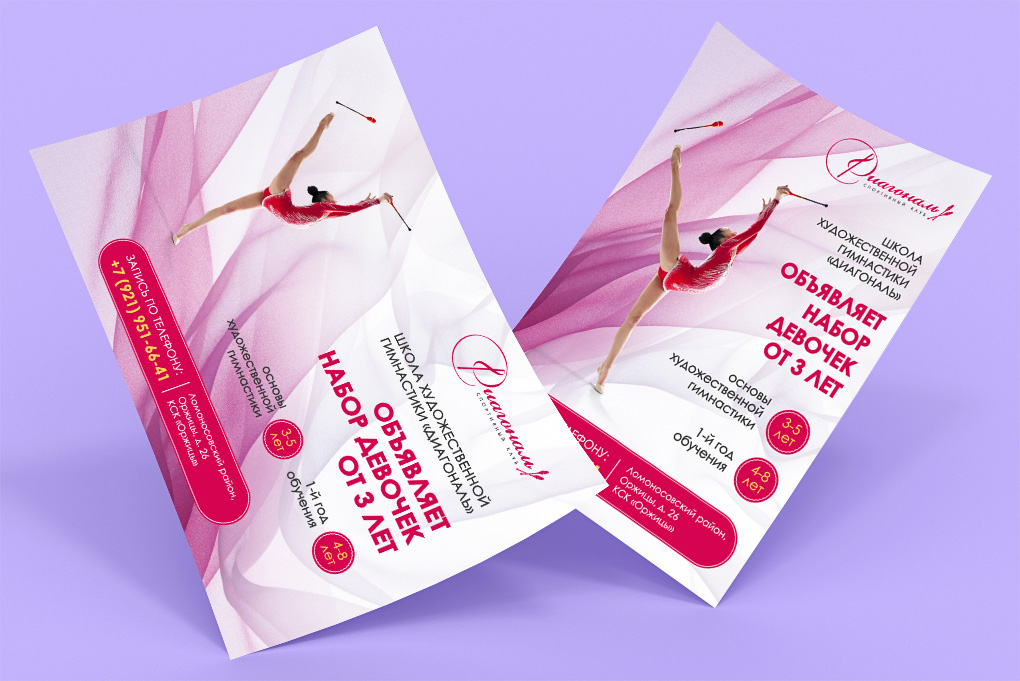 Диагональ
СПОРТИВНЫЙ КЛУБ
ШКОЛА ХУДОЖЕСТВЕННОЙ
ГИМНАСТИКИ «ДИАГОНАЛЬ»
ОБЪЯВЛЯЕТ
НАБОР ДЕВОЧЕК
ОТ 3 ЛЕТ
основы
художественной
гимнастики
3-5
лет
1-й год
обучения
4-8
лет
ЗАПИСЬ ПО ТЕЛЕФОНУ:
+7 (921) 951-66-41
Ломоносовский район,
Оржицы, д. 26
КСК «Оржицы»
Диагональ
СПОРТИВНЫЙ КЛУБ
ШКОЛА
ХУДОЖЕСТВЕННОЙ
ГИМНАСТИКИ
«ДИАГОНАЛЬ»
ОБЪЯВЛЯЕТ
НАБОР
ДЕВОЧЕК
ОТ 3 ЛЕТ
основы
художественной
гимнастики
3-5
лет
1-й год
обучения
4-8
лет
ФОНУ:
Ломоносовский район,
Оржицы, д. 26
КСК «Оржицы»